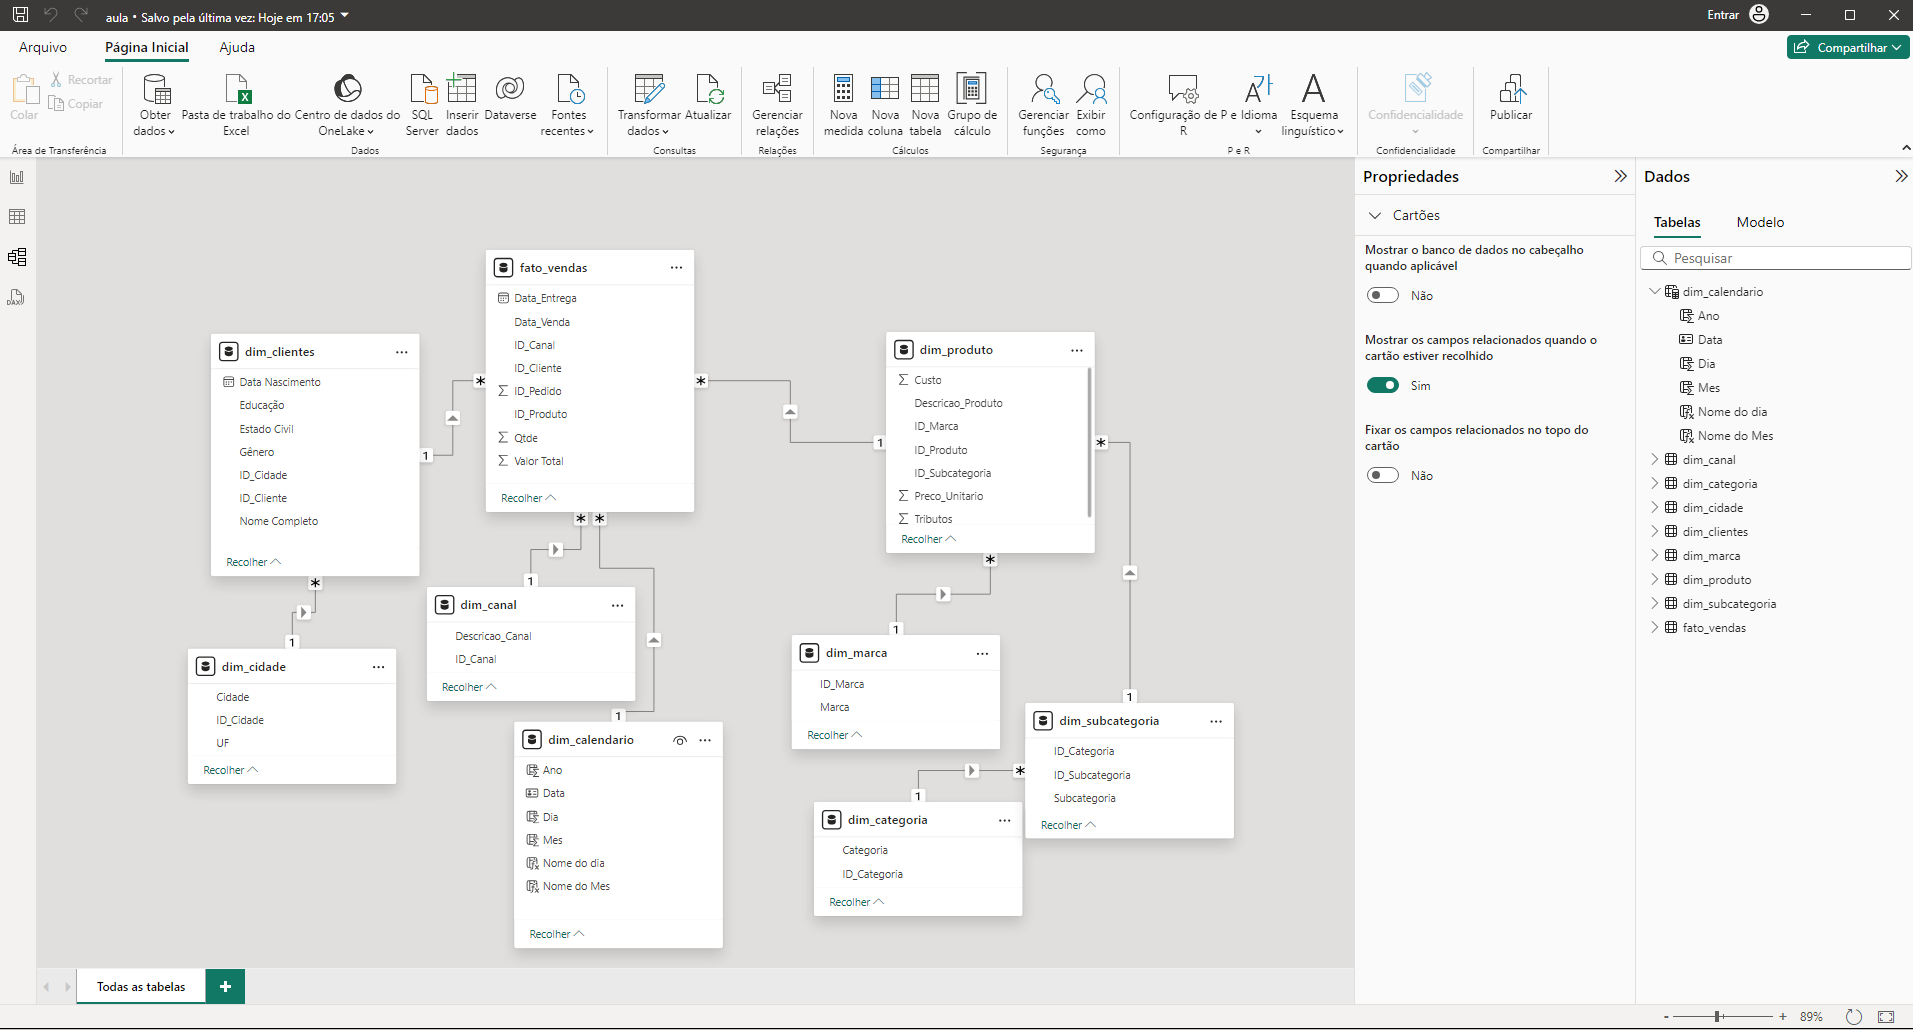 aula • Salvo pela última vez: Hoje em 17:05
Entrar
Arquivo
Página Inicial
Ajuda
Compartilhar
Colar
Recortar
Copiar
Área de Transferência
Obter dados
Pasta de trabalho do Excel
Centro de dados do OneLake
SQL Server
Inserir dados
Dataverse
Fontes recentes
Dados
Transformar dados
Atualizar
Consultas
Gerenciar relações
Relações
Nova medida
Nova coluna
Nova tabela
Grupo de cálculo
Cálculos
Gerenciar funções
Exibir como
Segurança
Configuração de P e R
Idioma
Esquema linguístico
P e R
Confidencialidade
Confidencialidade
Publicar
Compartilhar
DAX
fato_vendas
Data_Entrega
Data_Venda
ID_Canal
ID_Cliente
ID_Pedido
ID_Produto
Qtde
Valor Total
Recolher
dim_clientes
Data Nascimento
Educação
Estado Civil
Gênero
ID_Cidade
ID_Cliente
Nome Completo
Recolher
dim_produto
Custo
Descricao_Produto
ID_Marca
ID_Produto
ID_Subcategoria
Preco_Unitario
Tributos
Recolher
* 1
* 1
* 1
* 1
* 1
* 1
* 1
* 1
dim_canal
Descricao_Canal
ID_Canal
Recolher
dim_cidade
Cidade
ID_Cidade
UF
Recolher
dim_marca
ID_Marca
Marca
Recolher
dim_subcategoria
ID_Categoria
ID_Subcategoria
Subcategoria
Recolher
dim_calendario
Ano
Data
Dia
Mes
Nome do dia
Nome do Mes
Recolher
dim_categoria
Categoria
ID_Categoria
Recolher
Propriedades
Cartões
Mostrar o banco de dados no cabeçalho
quando aplicável
Não
Mostrar os campos relacionados quando o
cartão estiver recolhido
Sim
Fixar os campos relacionados no topo do
cartão
Não
Dados
Tabelas
Modelo
Pesquisar
dim_calendario
Ano
Data
Dia
Mes
Nome do dia
Nome do Mes
dim_canal
dim_categoria
dim_cidade
dim_clientes
dim_marca
dim_produto
dim_subcategoria
fato_vendas
Todas as tabelas
+
- + 89%